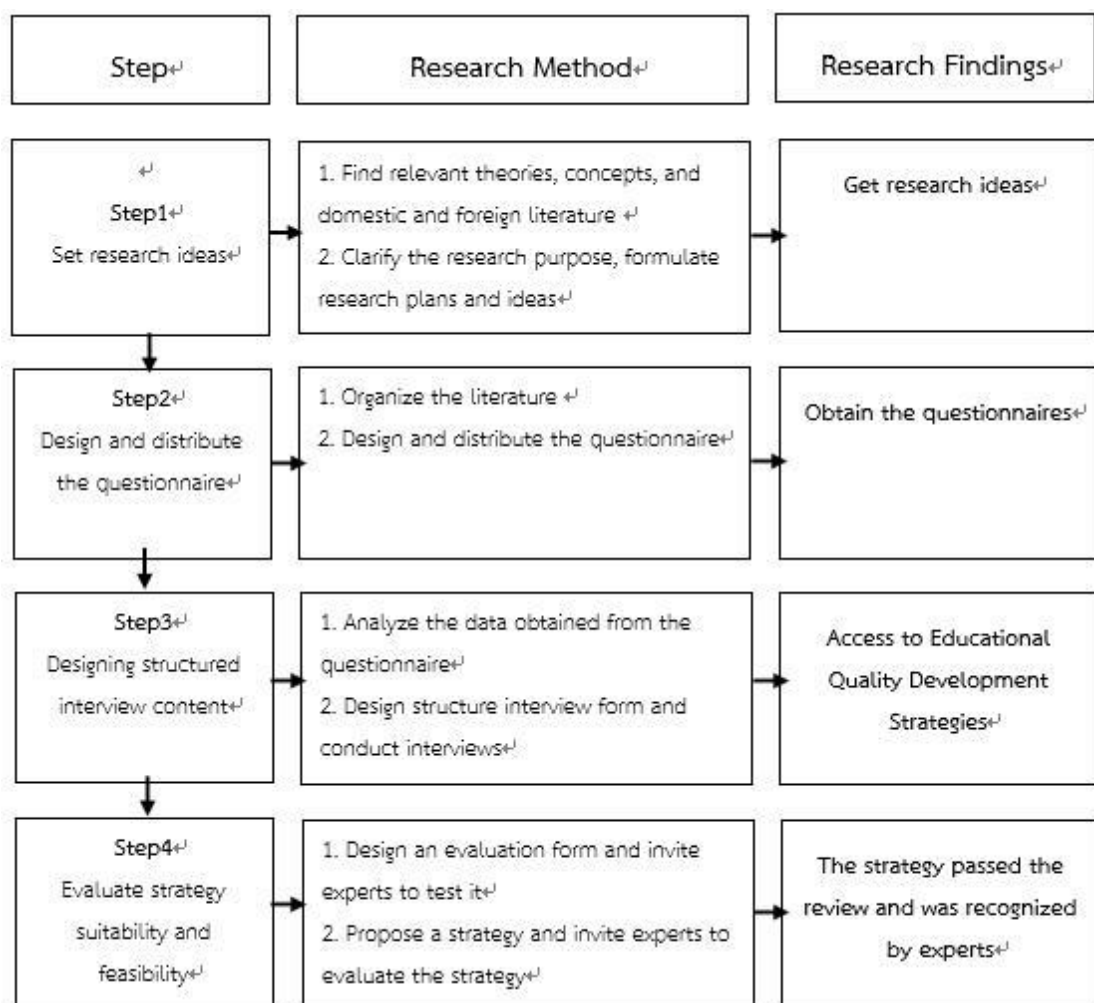 Step↵
Research Method↵
Research Findings↵
↵
Step1↵
Set research ideas↵
1. Find relevant theories, concepts, and
domestic and foreign literature ↵
2. Clarify the research purpose, formulate
research plans and ideas↵
Get research ideas↵
Step2↵
Design and distribute
the questionnaire↵
1. Organize the literature ↵
2. Design and distribute the questionnaire↵
Obtain the questionnaires↵
Step3↵
Designing structured
interview content↵
1. Analyze the data obtained from the
questionnaire↵
2. Design structure interview form and
conduct interviews↵
Access to Educational
Quality Development
Strategies↵
Step4↵
Evaluate strategy
suitability and
feasibility↵
1. Design an evaluation form and invite
experts to test it↵
2. Propose a strategy and invite experts to
evaluate the strategy↵
The strategy passed the
review and was recognized
by experts↵